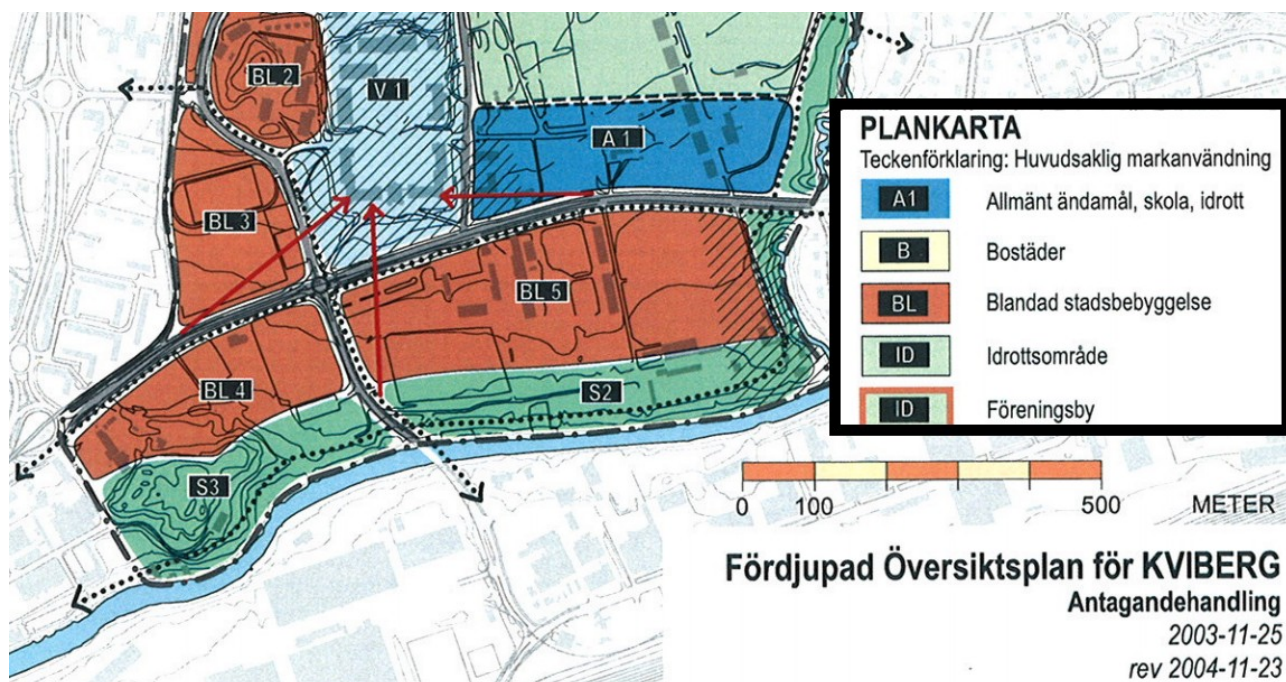 BL 2
V 1
A 1
BL 3
BL 5
BL 4
S2
S3
PLANKARTA
Teckenförklaring: Huvudsaklig markanvändning
A1 Allmänt ändamål, skola, idrott
B Bostäder
BL Blandad stadsbebyggelse
ID Idrottsområde
ID Föreningsby
0 100 500 METER
Fördjupad Översiktsplan för KVIBERG
Antagandehandling
2003-11-25
rev 2004-11-23